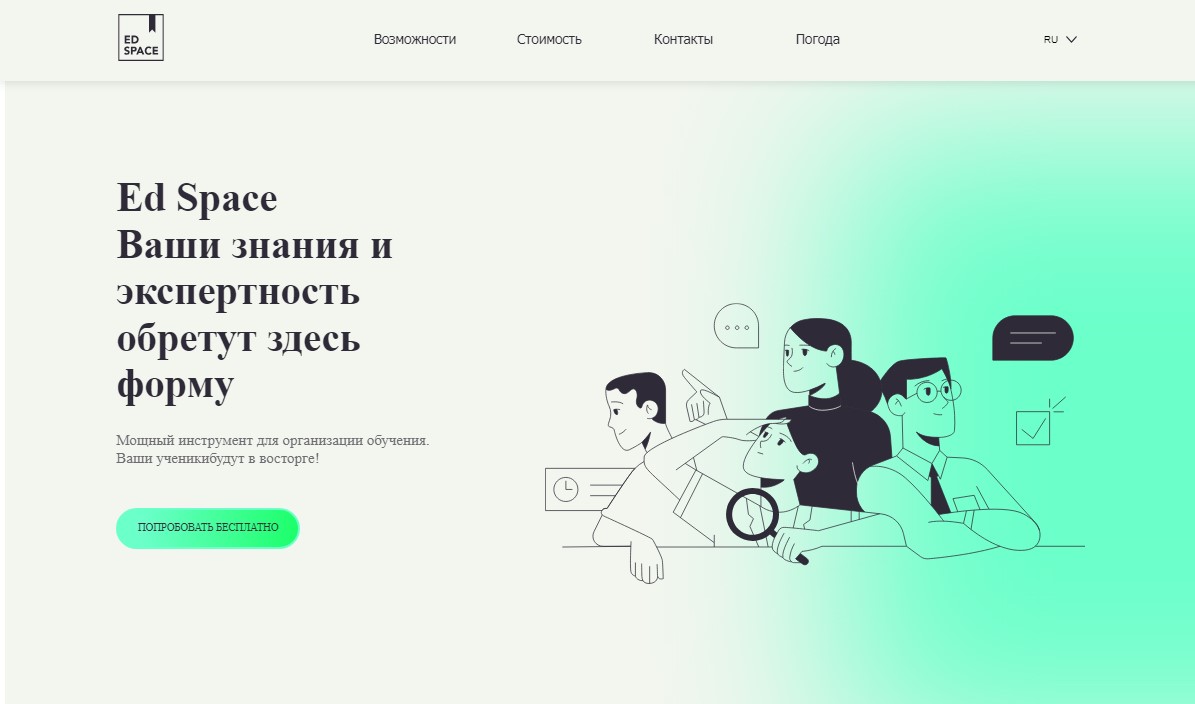 ED
SPACE
Возможности
Стоимость
Контакты
Погода
RU
Ed Space
Ваши знания и
экспертность
обретут здесь
форму
Мощный инструмент для организации обучения.
Ваши ученикибудут в восторге!
ПОПРОБОВАТЬ БЕСПЛАТНО